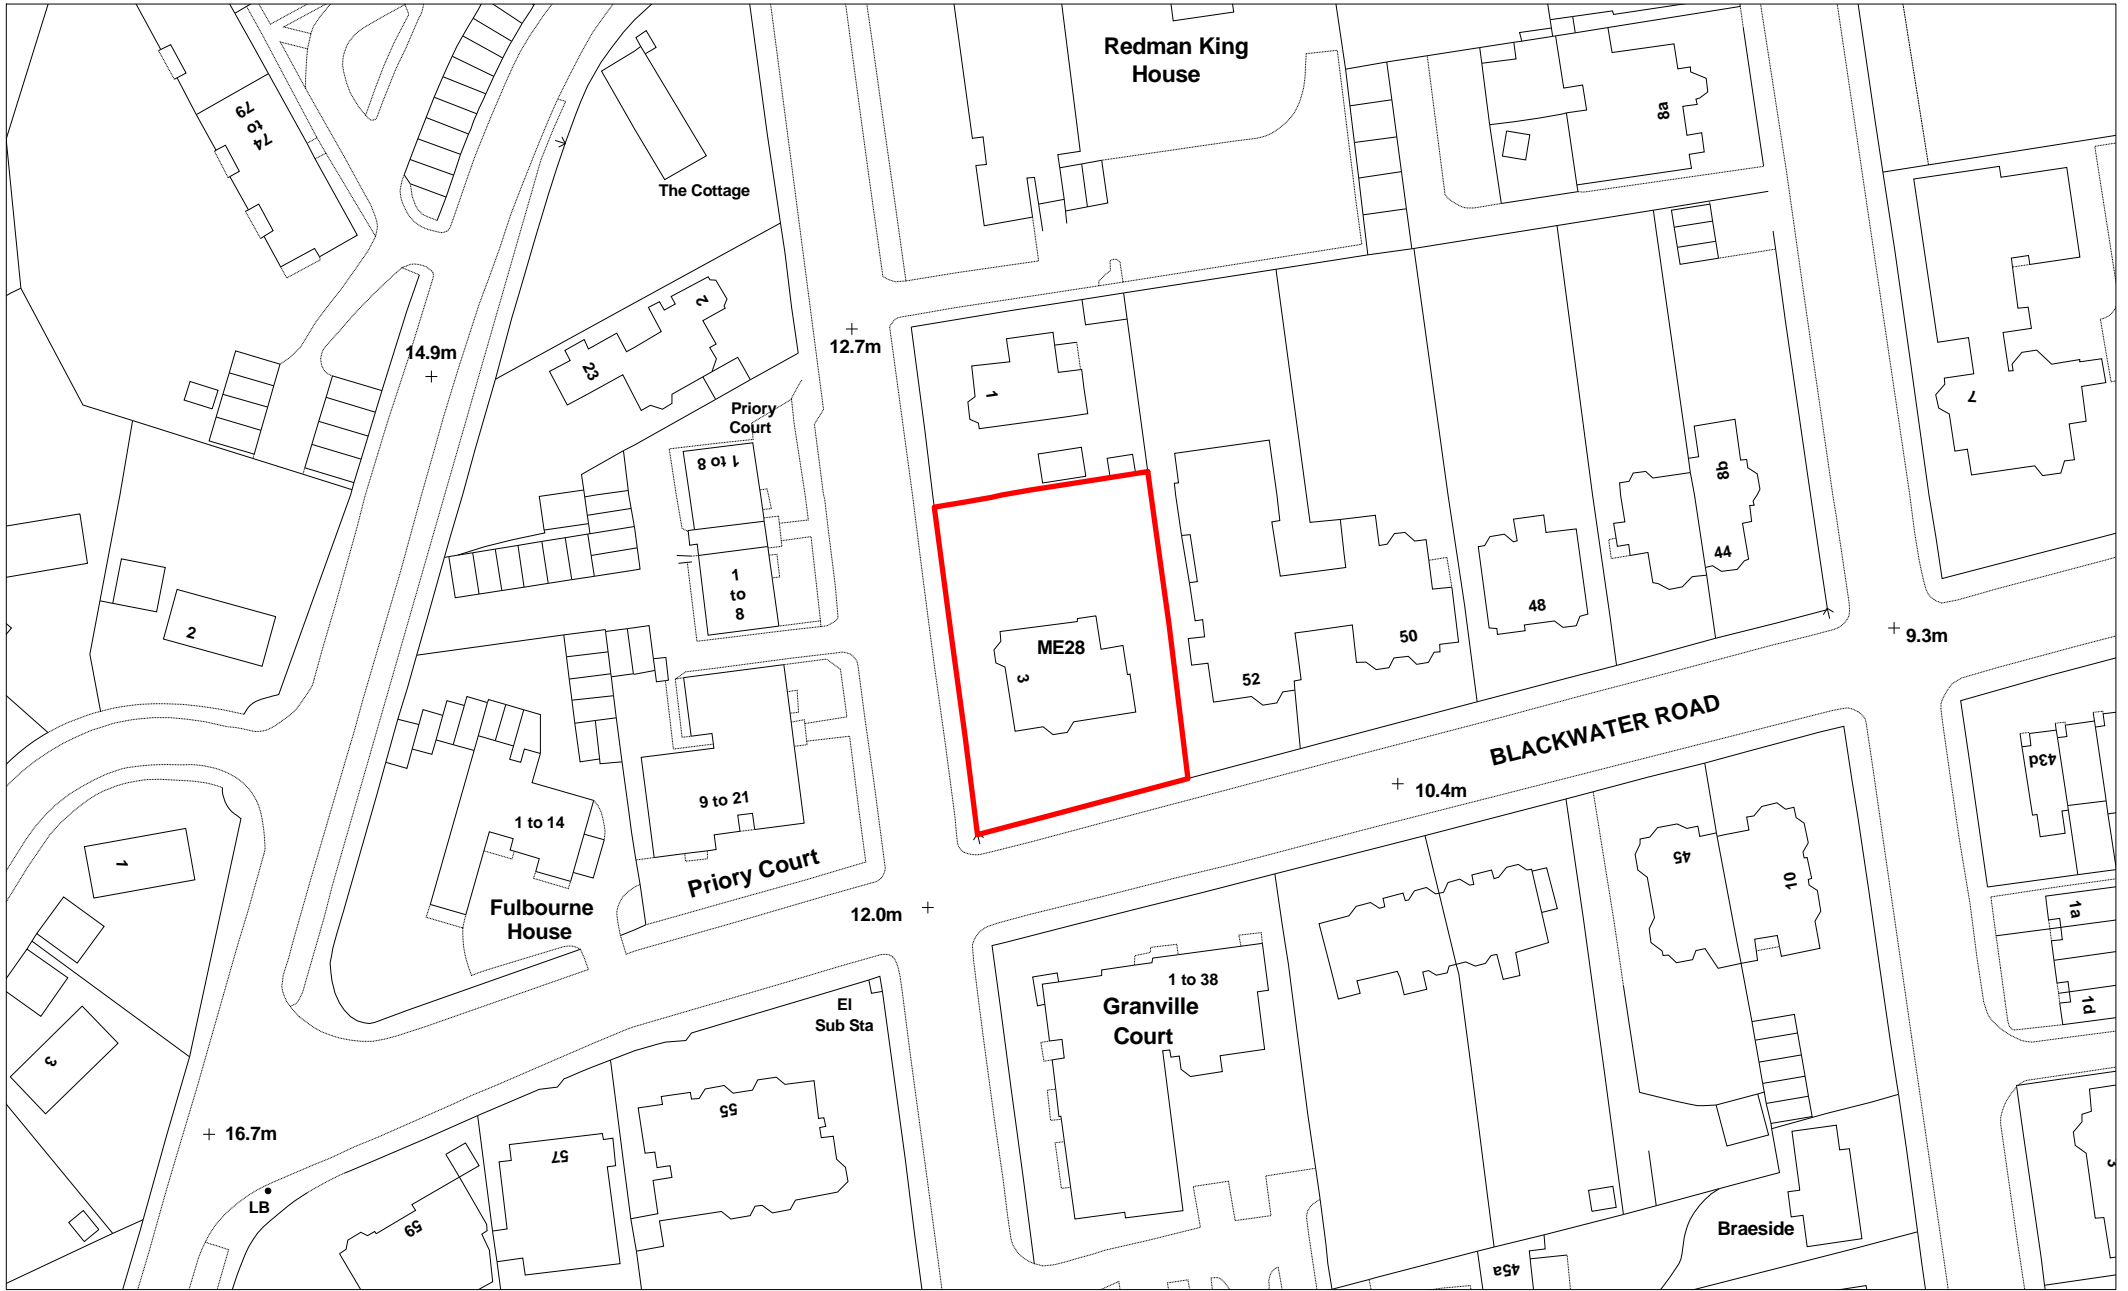 Redman King
House
79
to
74
8a
The Cottage
2
14.9m
12.7m
23
1
7
Priory
Court
1 to 8
8b
44
1
to
8
48
2
ME28
3
50
52
9.3m
BLACKWATER ROAD
43d
10.4m
9 to 21
1 to 14
Priory Court
45
10
1
Fulbourne
House
12.0m
1a
1 to 38
Granville
Court
El
Sub Sta
1d
3
55
16.7m
57
3
LB
59
Braeside
45a